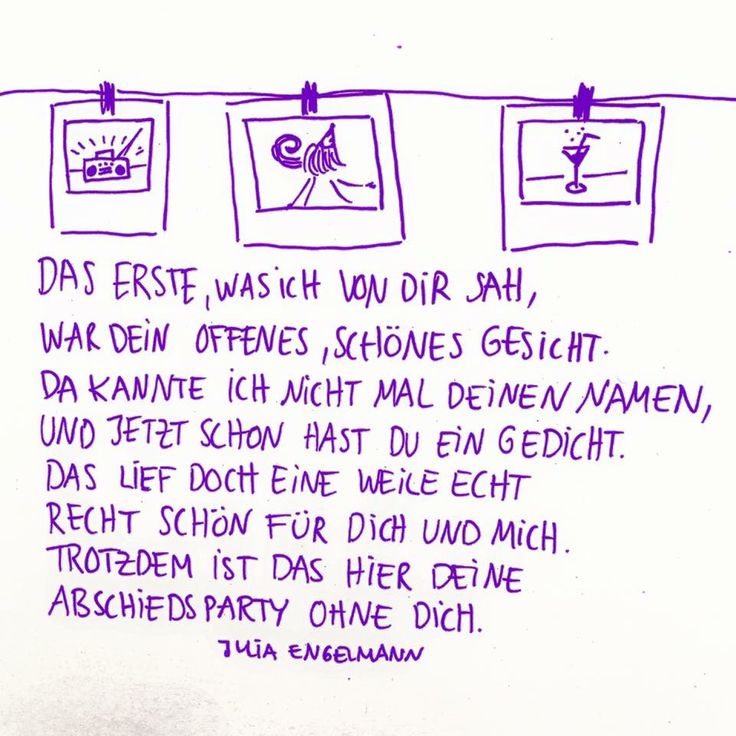 DAS ERSTE, WAS ICH VON DIR SAH,
WAR DEIN OFFENES, SCHÖNES GESICHT.
DA KANNTE ICH NICHT MAL DEINEN NAMEN,
UND JETZT SCHON HAST DU EIN GEDICHT.
DAS LIEF DOCH EINE WEILE ECHT
RECHT SCHÖN FÜR DICH UND MICH.
TROTZDEM IST DAS HIER DEINE
ABSCHIEDSPARTY OHNE DICH.
JULIA ENGELMANN